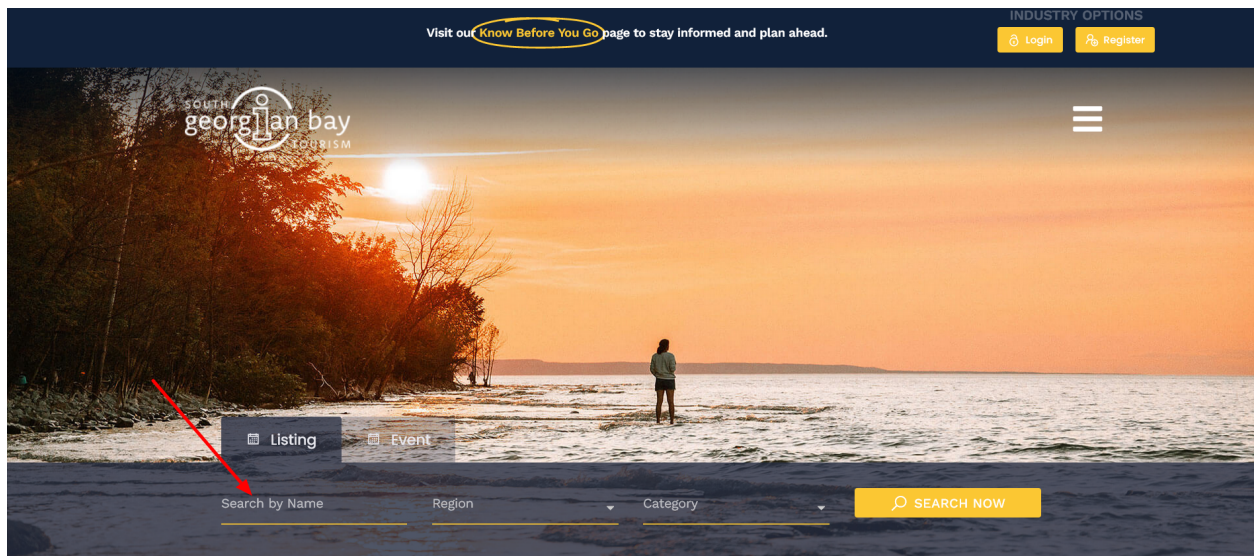 INDUSTRY OPTIONS
Visit our Know Before You Go page to stay informed and plan ahead.
Login
Register
SOUTH
georgian bay
TOURISM
Listing
Event
Search by Name
Region
Category
SEARCH NOW